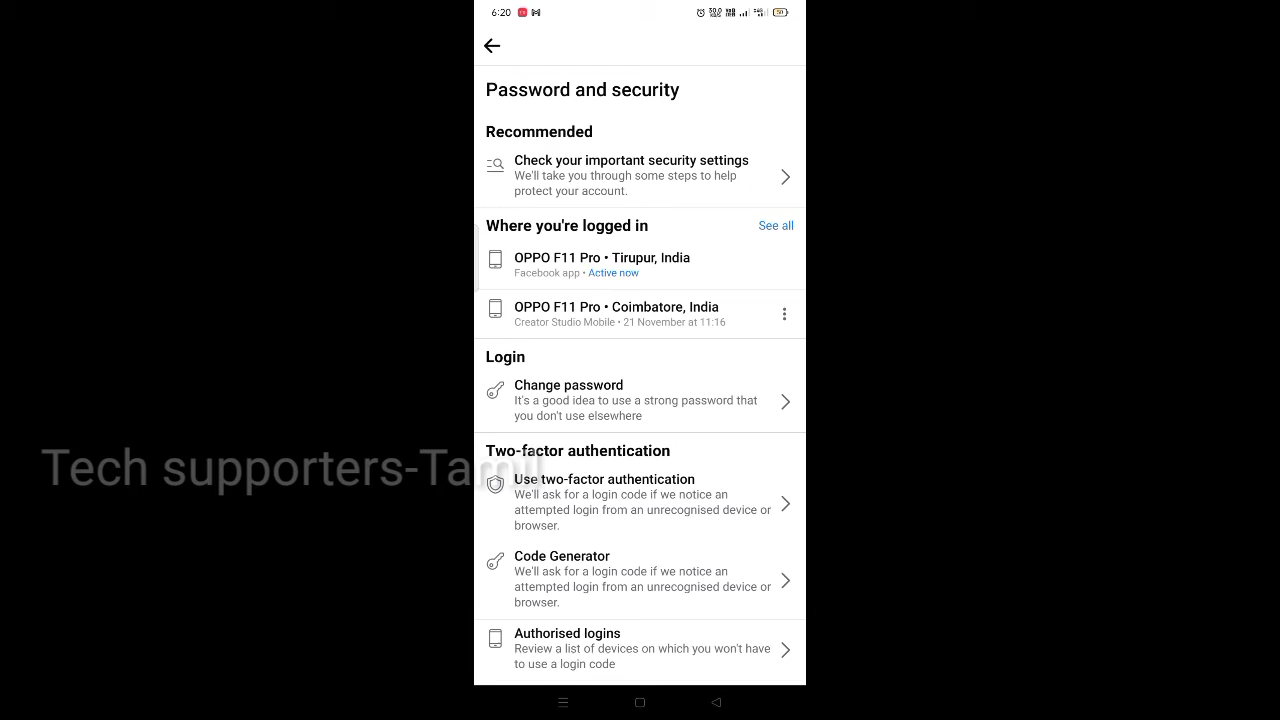 6:20
Password and security
Recommended
Check your important security settings
We'll take you through some steps to help
protect your account.
Where you're logged in
See all
OPPO F11 Pro • Tirupur, India
Facebook app • Active now
OPPO F11 Pro • Coimbatore, India
Creator Studio Mobile • 21 November at 11:16
Login
Change password
It's a good idea to use a strong password that
you don't use elsewhere
Two-factor authentication
Tech supporters-Tamil
Use two-factor authentication
We'll ask for a login code if we notice an
attempted login from an unrecognised device or
browser.
Code Generator
We'll ask for a login code if we notice an
attempted login from an unrecognised device or
browser.
Authorised logins
Review a list of devices on which you won't have
to use a login code